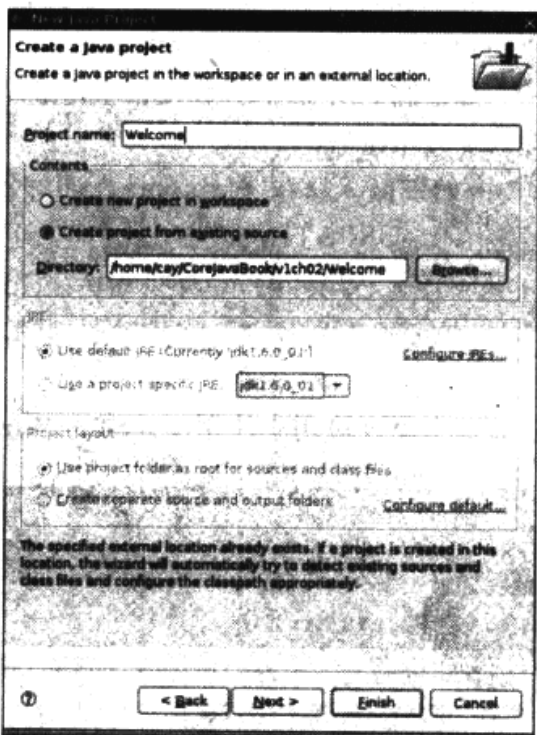 New Java Project
Create a Java project
Create a Java project in the workspace or in an external location.
Project name: Welcome
Contents
Create new project in workspace
Create project from existing source
Directory: /home/cay/CoreJavaBook/v1ch02/Welcome Browse...
JRE
Use default JRE (Currently 'jdk1.6.0_01') Configure JREs...
Use a project specific JRE: jdk1.6.0_01
Project layout
Use project folder as root for sources and class files
Create separate source and output folders Configure default...
The specified external location already exists. If a project is created in this
location, the wizard will automatically try to detect existing sources and
class files and configure the classpath appropriately.
? < Back Next > Finish Cancel